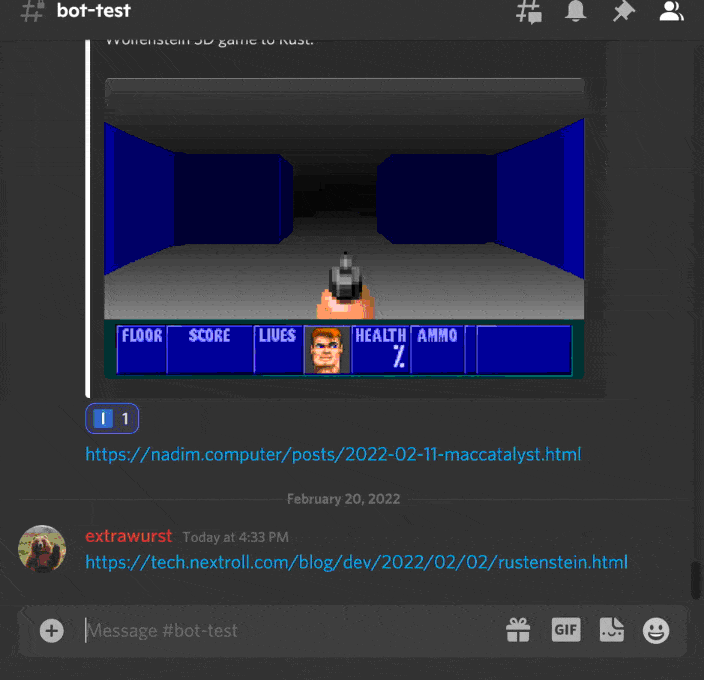 bot-test
Wolfenstein 3D game to Rust.
FLOOR SCORE LIVES HEALTH AMMO
%
I 1
https://nadim.computer/posts/2022-02-11-maccatalyst.html
February 20, 2022
extrawurst Today at 4:33 PM
https://tech.nextroll.com/blog/dev/2022/02/02/rustenstein.html
Message #bot-test
GIF